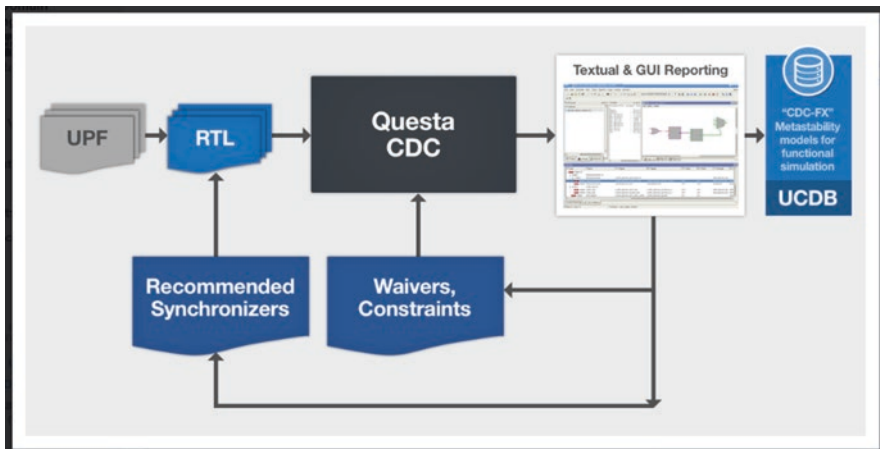 UPF
RTL
Questa
CDC
Textual & GUI Reporting
"CDC-FX"
Metastability
models for
functional
simulation
UCDB
Recommended
Synchronizers
Waivers,
Constraints